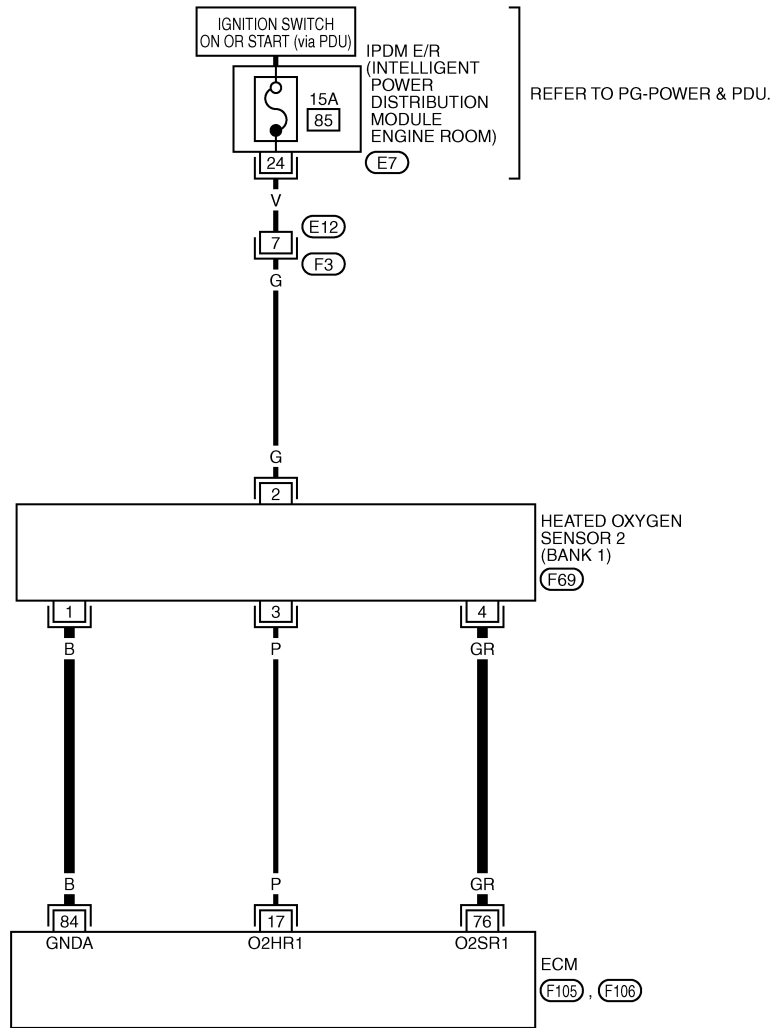 IGNITION SWITCH
ON OR START (via PDU)
IPDM E/R
(INTELLIGENT
POWER
DISTRIBUTION
MODULE
ENGINE ROOM)
15A
85
REFER TO PG-POWER & PDU.
24
E7
V
E12
7
F3
G
G
2
HEATED OXYGEN
SENSOR 2
(BANK 1)
F69
1 3 4
B P GR
B P GR
84 17 76
GNDA O2HR1 O2SR1
ECM
F105 , F106